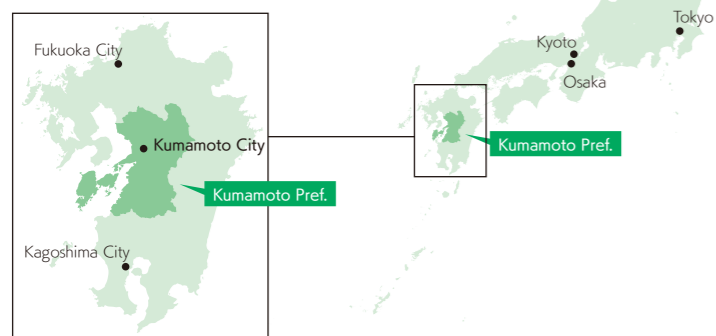 Fukuoka City
Kumamoto City
Kumamoto Pref.
Kagoshima City
Tokyo
Kyoto
Osaka
Kumamoto Pref.